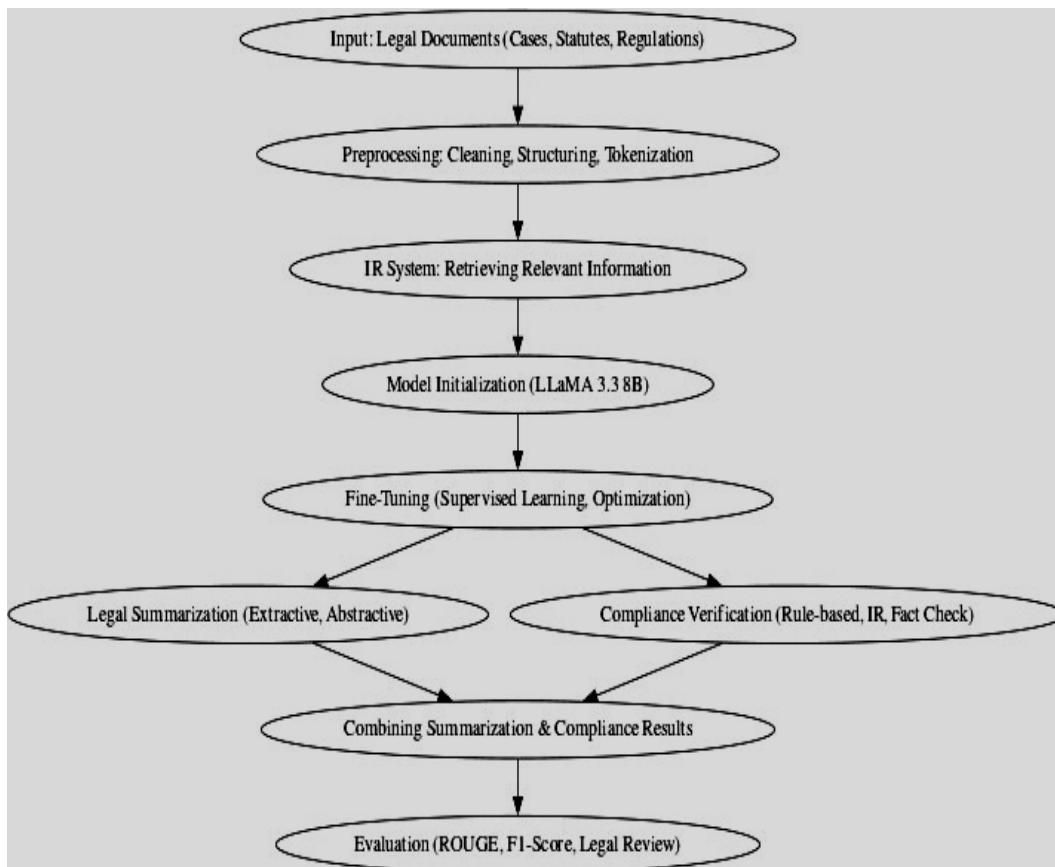 Input: Legal Documents (Cases, Statutes, Regulations)
Preprocessing: Cleaning, Structuring, Tokenization
IR System: Retrieving Relevant Information
Model Initialization (LLaMA 3.3 8B)
Fine-Tuning (Supervised Learning, Optimization)
Legal Summarization (Extractive, Abstractive)
Compliance Verification (Rule-based, IR, Fact Check)
Combining Summarization & Compliance Results
Evaluation (ROUGE, F1-Score, Legal Review)